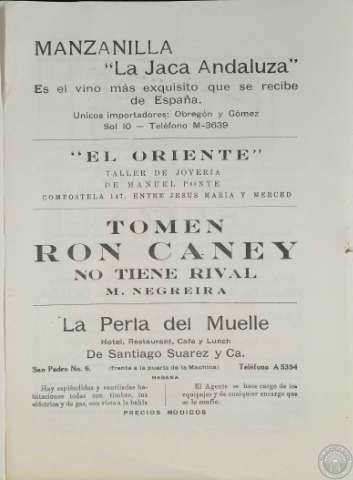 MANZANILLA
"La Jaca Andaluza"
Es el vino más exquisito que se recibe
de España.
Unicos importadores: Obregón y Gómez
Sol 10 — Teléfono M-3639
"EL ORIENTE"
TALLER DE JOYERIA
DE MANUEL PONTE
COMPOSTELA 147, ENTRE JESUS MARIA Y MERCED
TOMEN
RON CANEY
NO TIENE RIVAL
M. NEGREIRA
La Perla del Muelle
Hotel, Restaurant, Café y Lunch
De Santiago Suarez y Ca.
San Pedro No. 6. (frente a la puerta de la Machina) Teléfono A 5394
HABANA
Hay espléndidas y ventiladas ha-
bitaciones todas con timbre, luz
eléctrica y de gas, con vista a la bahía
El Agente se hace cargo de los
equipajes y de cualquier encargo que
se le confíe.
PRECIOS MODICOS